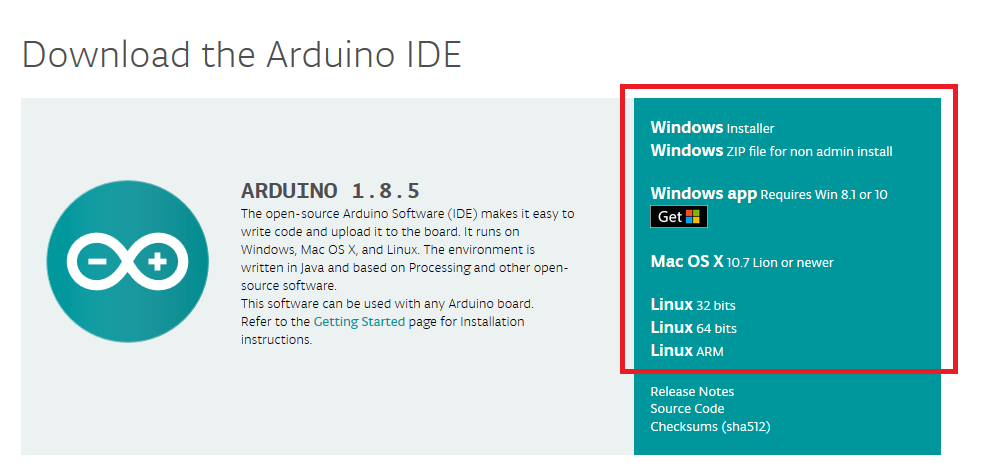 Download the Arduino IDE
ARDUINO 1.8.5
The open-source Arduino Software (IDE) makes it easy to
write code and upload it to the board. It runs on
Windows, Mac OS X, and Linux. The environment is
written in Java and based on Processing and other open-
source software.
This software can be used with any Arduino board.
Refer to the Getting Started page for Installation
instructions.
Windows Installer
Windows ZIP file for non admin install
Windows app Requires Win 8.1 or 10
Get
Mac OS X 10.7 Lion or newer
Linux 32 bits
Linux 64 bits
Linux ARM
Release Notes
Source Code
Checksums (sha512)